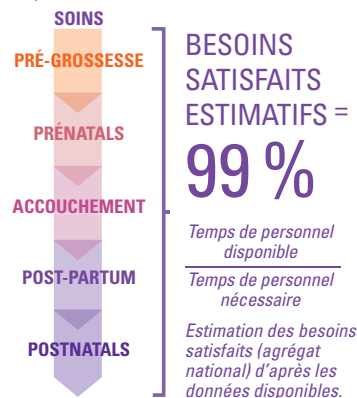 SOINS
PRÉ-GROSSESSE
PRÉNATALS
ACCOUCHEMENT
POST-PARTUM
POSTNATALS
BESOINS
SATISFAITS
ESTIMATIFS =
99 %
Temps de personnel
disponible
Temps de personnel
nécessaire
Estimation des besoins
satisfaits (agrégat
national) d’après les
données disponibles.